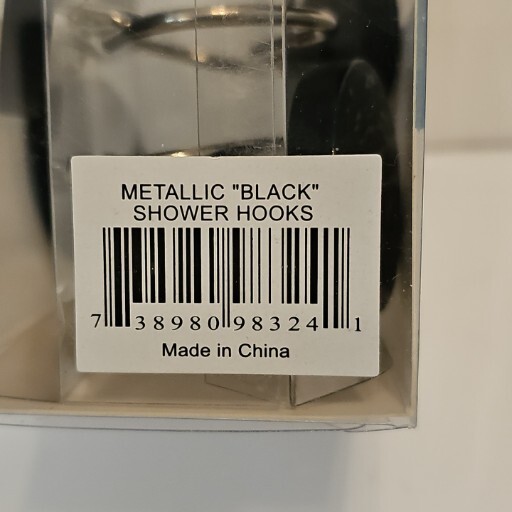 METALLIC "BLACK"
SHOWER HOOKS
7 38980 98324 1
Made in China